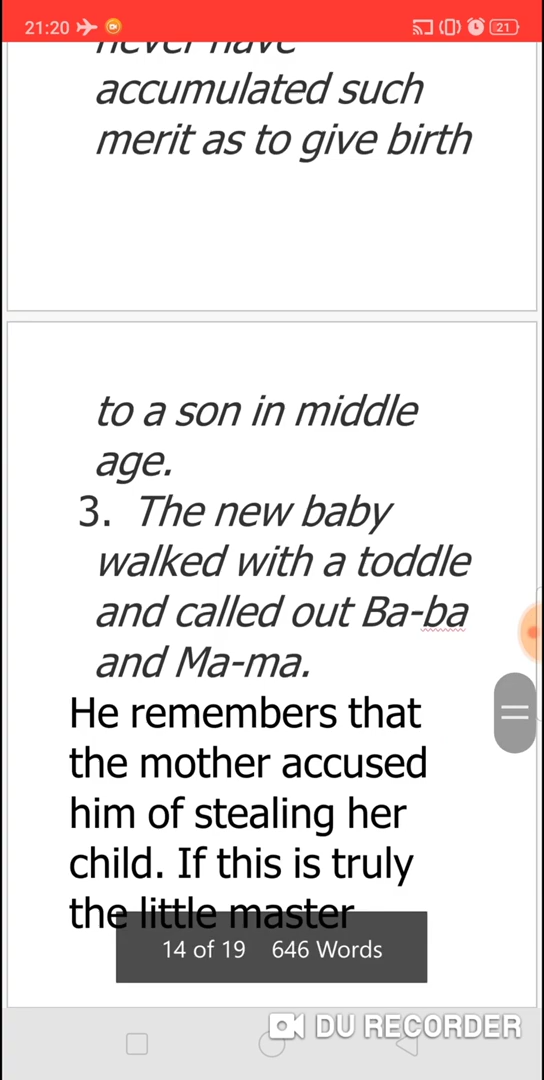 21:20
21
never have
accumulated such
merit as to give birth
to a son in middle
age.
3. The new baby
walked with a toddle
and called out Ba-ba
and Ma-ma.
He remembers that
the mother accused
him of stealing her
child. If this is truly
the little master
14 of 19 646 Words
DU RECORDER